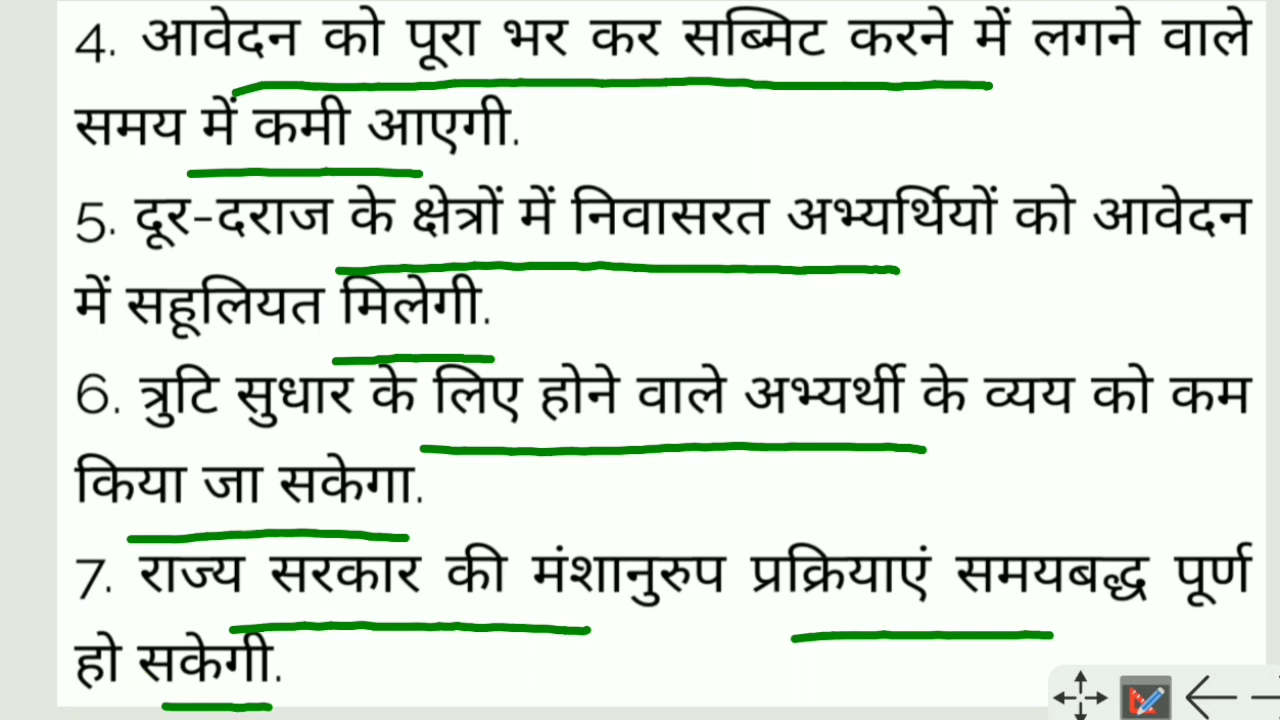 4. आवेदन को पूरा भर कर सब्मिट करने में लगने वाले
समय में कमी आएगी.
5. दूर-दराज के क्षेत्रों में निवासरत अभ्यर्थियों को आवेदन
में सहूलियत मिलेगी.
6. त्रुटि सुधार के लिए होने वाले अभ्यर्थी के व्यय को कम
किया जा सकेगा.
7. राज्य सरकार की मंशानुरुप प्रक्रियाएं समयबद्ध पूर्ण
हो सकेगी.